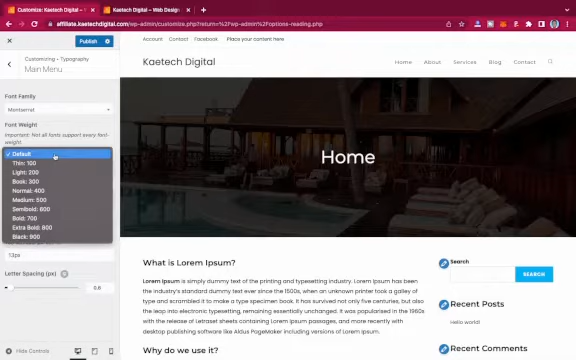 Customize: Kaetech Digital – V
Kaetech Digital – Web Design
affiliate.kaetechdigital.com/wp-admin/customize.php?return=%2Fwp-admin%2Foptions-reading.php
Publish
Customizing • Typography
Main Menu
Font Family
Montserrat
Font Weight
Important: Not all fonts support every font-
weight.
✓ Default
Thin: 100
Light: 200
Book: 300
Normal: 400
Medium: 500
Semibold: 600
Bold: 700
Extra Bold: 800
Black: 900
13px
Letter Spacing (px)
0.6
Hide Controls
Account Contact Facebook Place your content here
Kaetech Digital
Home About Services Blog Contact
Home
What is Lorem Ipsum?
Lorem Ipsum is simply dummy text of the printing and typesetting industry. Lorem Ipsum has been
the industry's standard dummy text ever since the 1500s, when an unknown printer took a galley of
type and scrambled it to make a type specimen book. It has survived not only five centuries, but also
the leap into electronic typesetting, remaining essentially unchanged. It was popularised in the 1960s
with the release of Letraset sheets containing Lorem Ipsum passages, and more recently with
desktop publishing software like Aldus PageMaker including versions of Lorem Ipsum.
Why do we use it?
Search
SEARCH
Recent Posts
Hello world!
Recent Comments